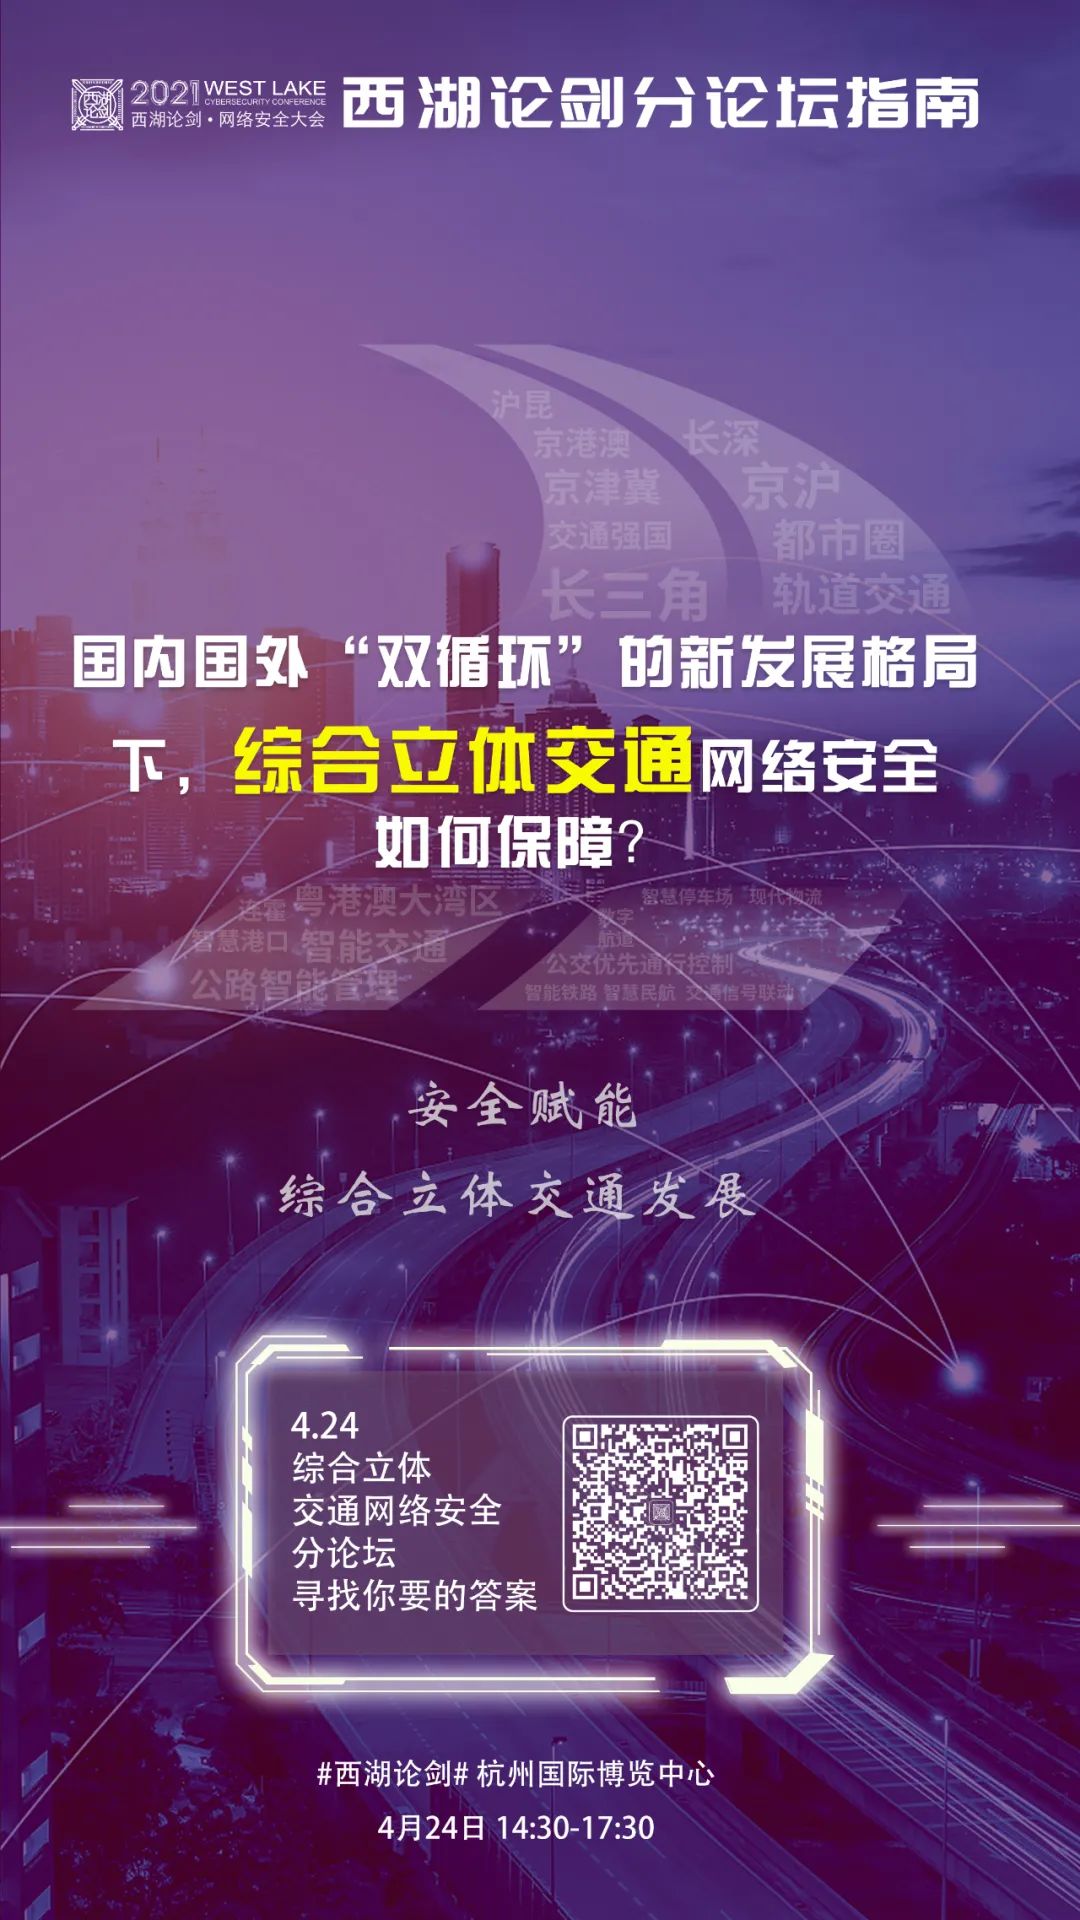 2021 WEST LAKE
CYBERSECURITY CONFERENCE
西湖论剑·网络安全大会
西湖论剑分论坛指南
沪昆
京港澳
长深
京津冀
京沪
交通强国
都市圈
长三角
轨道交通
国内国外“双循环”的新发展格局
下，综合立体交通网络安全
如何保障?
连霍
粤港澳大湾区
智慧停车场
现代物流
智慧港口
智能交通
数字
航道
公路智能管理
公交优先通行控制
智能铁路
智慧民航
交通信号联动
安全赋能
综合立体交通发展
4.24
综合立体
交通网络安全
分论坛
寻找你要的答案
#西湖论剑# 杭州国际博览中心
4月24日 14:30-17:30